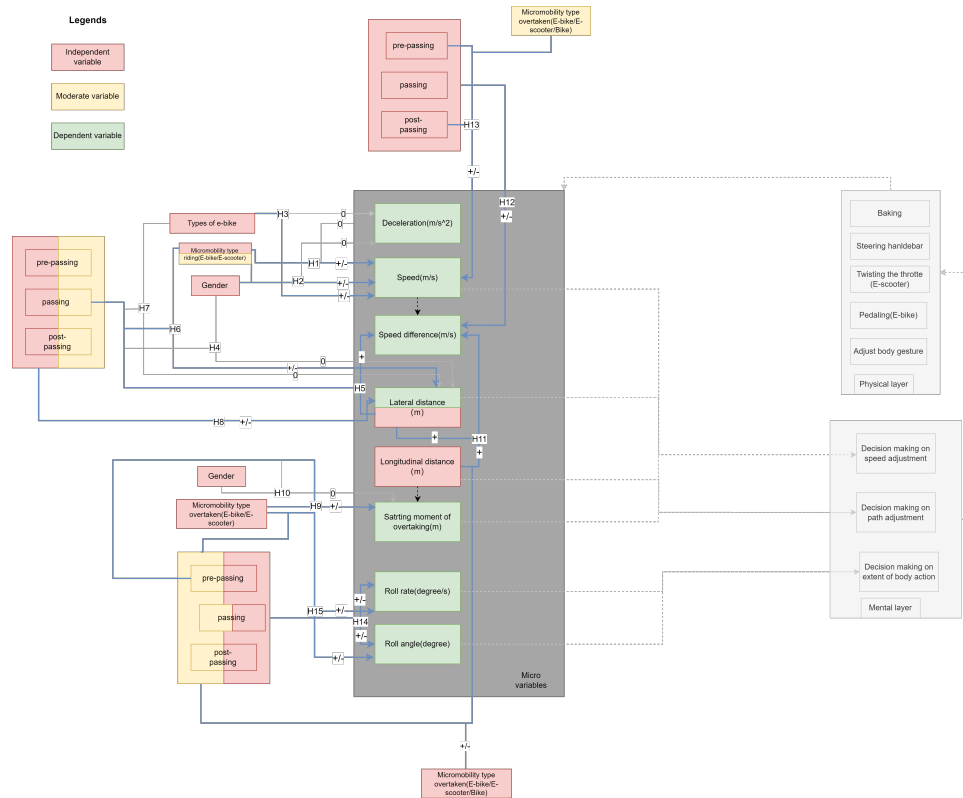 Legends
Independent
variable
Moderate variable
Dependent variable
pre-passing
passing
post-
passing
Micromobility type
overtaken(E-bike/E-
scooter/Bike)
H13
+/-
H12
+/-
Types of e-bike
H3
0
0
0
Micromobility type
riding(E-bike/E-scooter)
H1
+/-
Gender
H2
+/-
+/-
pre-passing
passing
post-
passing
H7
H6
H4
0
+/-
0
H5
+
H8
+/-
Deceleration(m/s^2)
Speed(m/s)
Speed difference(m/s)
Lateral distance
(m)
+
H11
+
Longitudinal distance
(m)
Satrting moment of
overtaking(m)
Gender
H10
0
Micromobility type
overtaken(E-bike/E-
scooter)
H9
+/-
pre-passing
passing
post-
passing
Roll rate(degree/s)
+/-
H15
+/-
H14
+/-
Roll angle(degree)
+/-
Micro
variables
+/-
Micromobility type
overtaken(E-bike/E-
scooter/Bike)
Baking
Steering hanldebar
Twisting the throtte
(E-scooter)
Pedaling(E-bike)
Adjust body gesture
Physical layer
Decision making on
speed adjustment
Decision making on
path adjustment
Decision making on
extent of body action
Mental layer